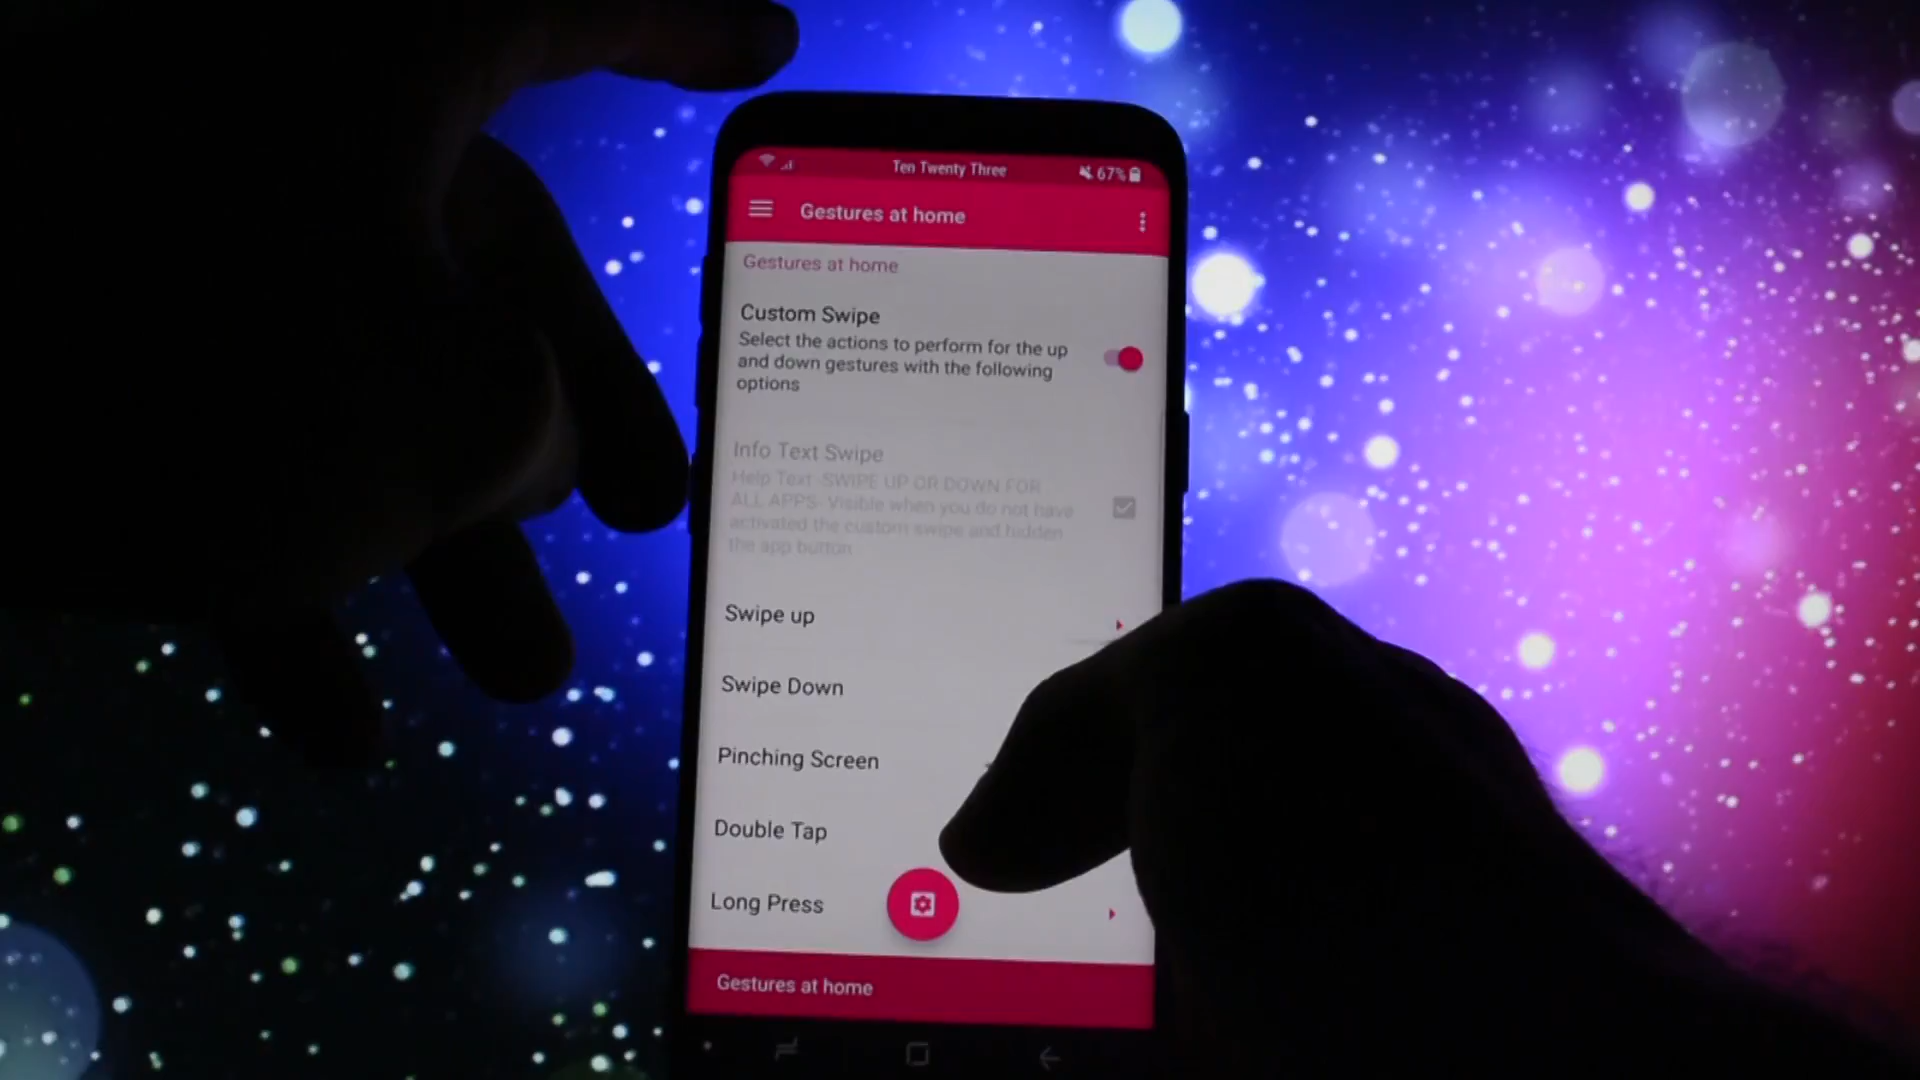 Ten Twenty Three
67%
Gestures at home
Gestures at home
Custom Swipe
Select the actions to perform for the up
and down gestures with the following
options
Info Text Swipe
Help Text -SWIPE UP OR DOWN FOR
ALL APPS- Visible when you do not have
activated the custom swipe and hidden
the app button
Swipe up
Swipe Down
Pinching Screen
Double Tap
Long Press
Gestures at home